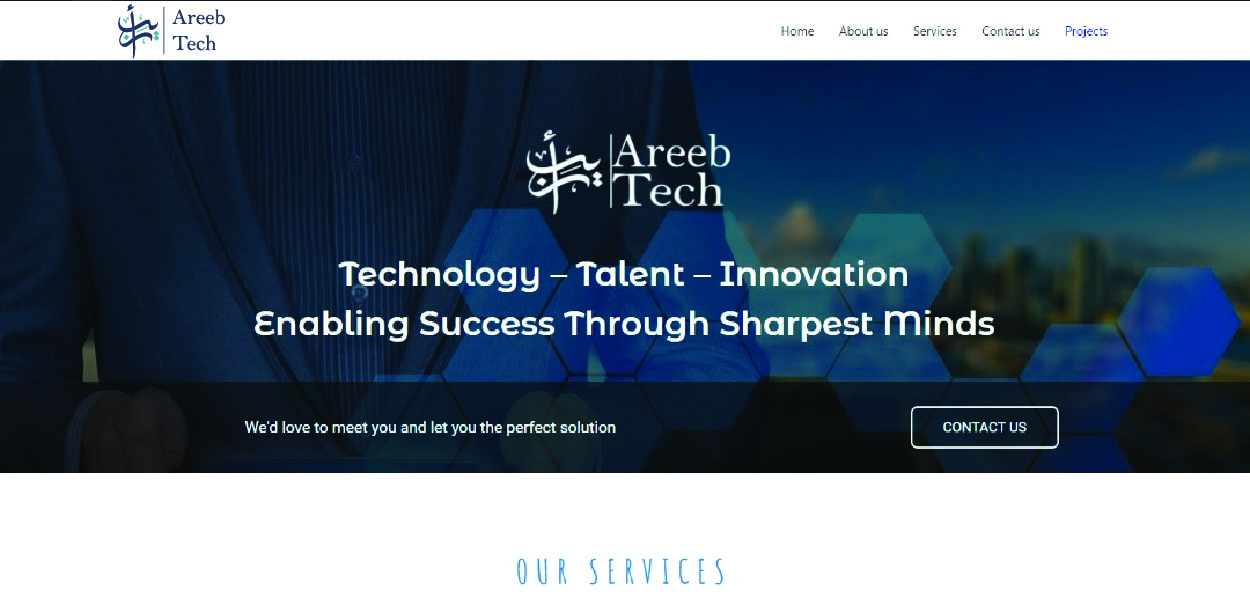 أريب
Areeb
Tech
Home About us Services Contact us Projects
أريب
Areeb
Tech
Technology – Talent – Innovation
Enabling Success Through Sharpest Minds
We'd love to meet you and let you the perfect solution
CONTACT US
OUR SERVICES